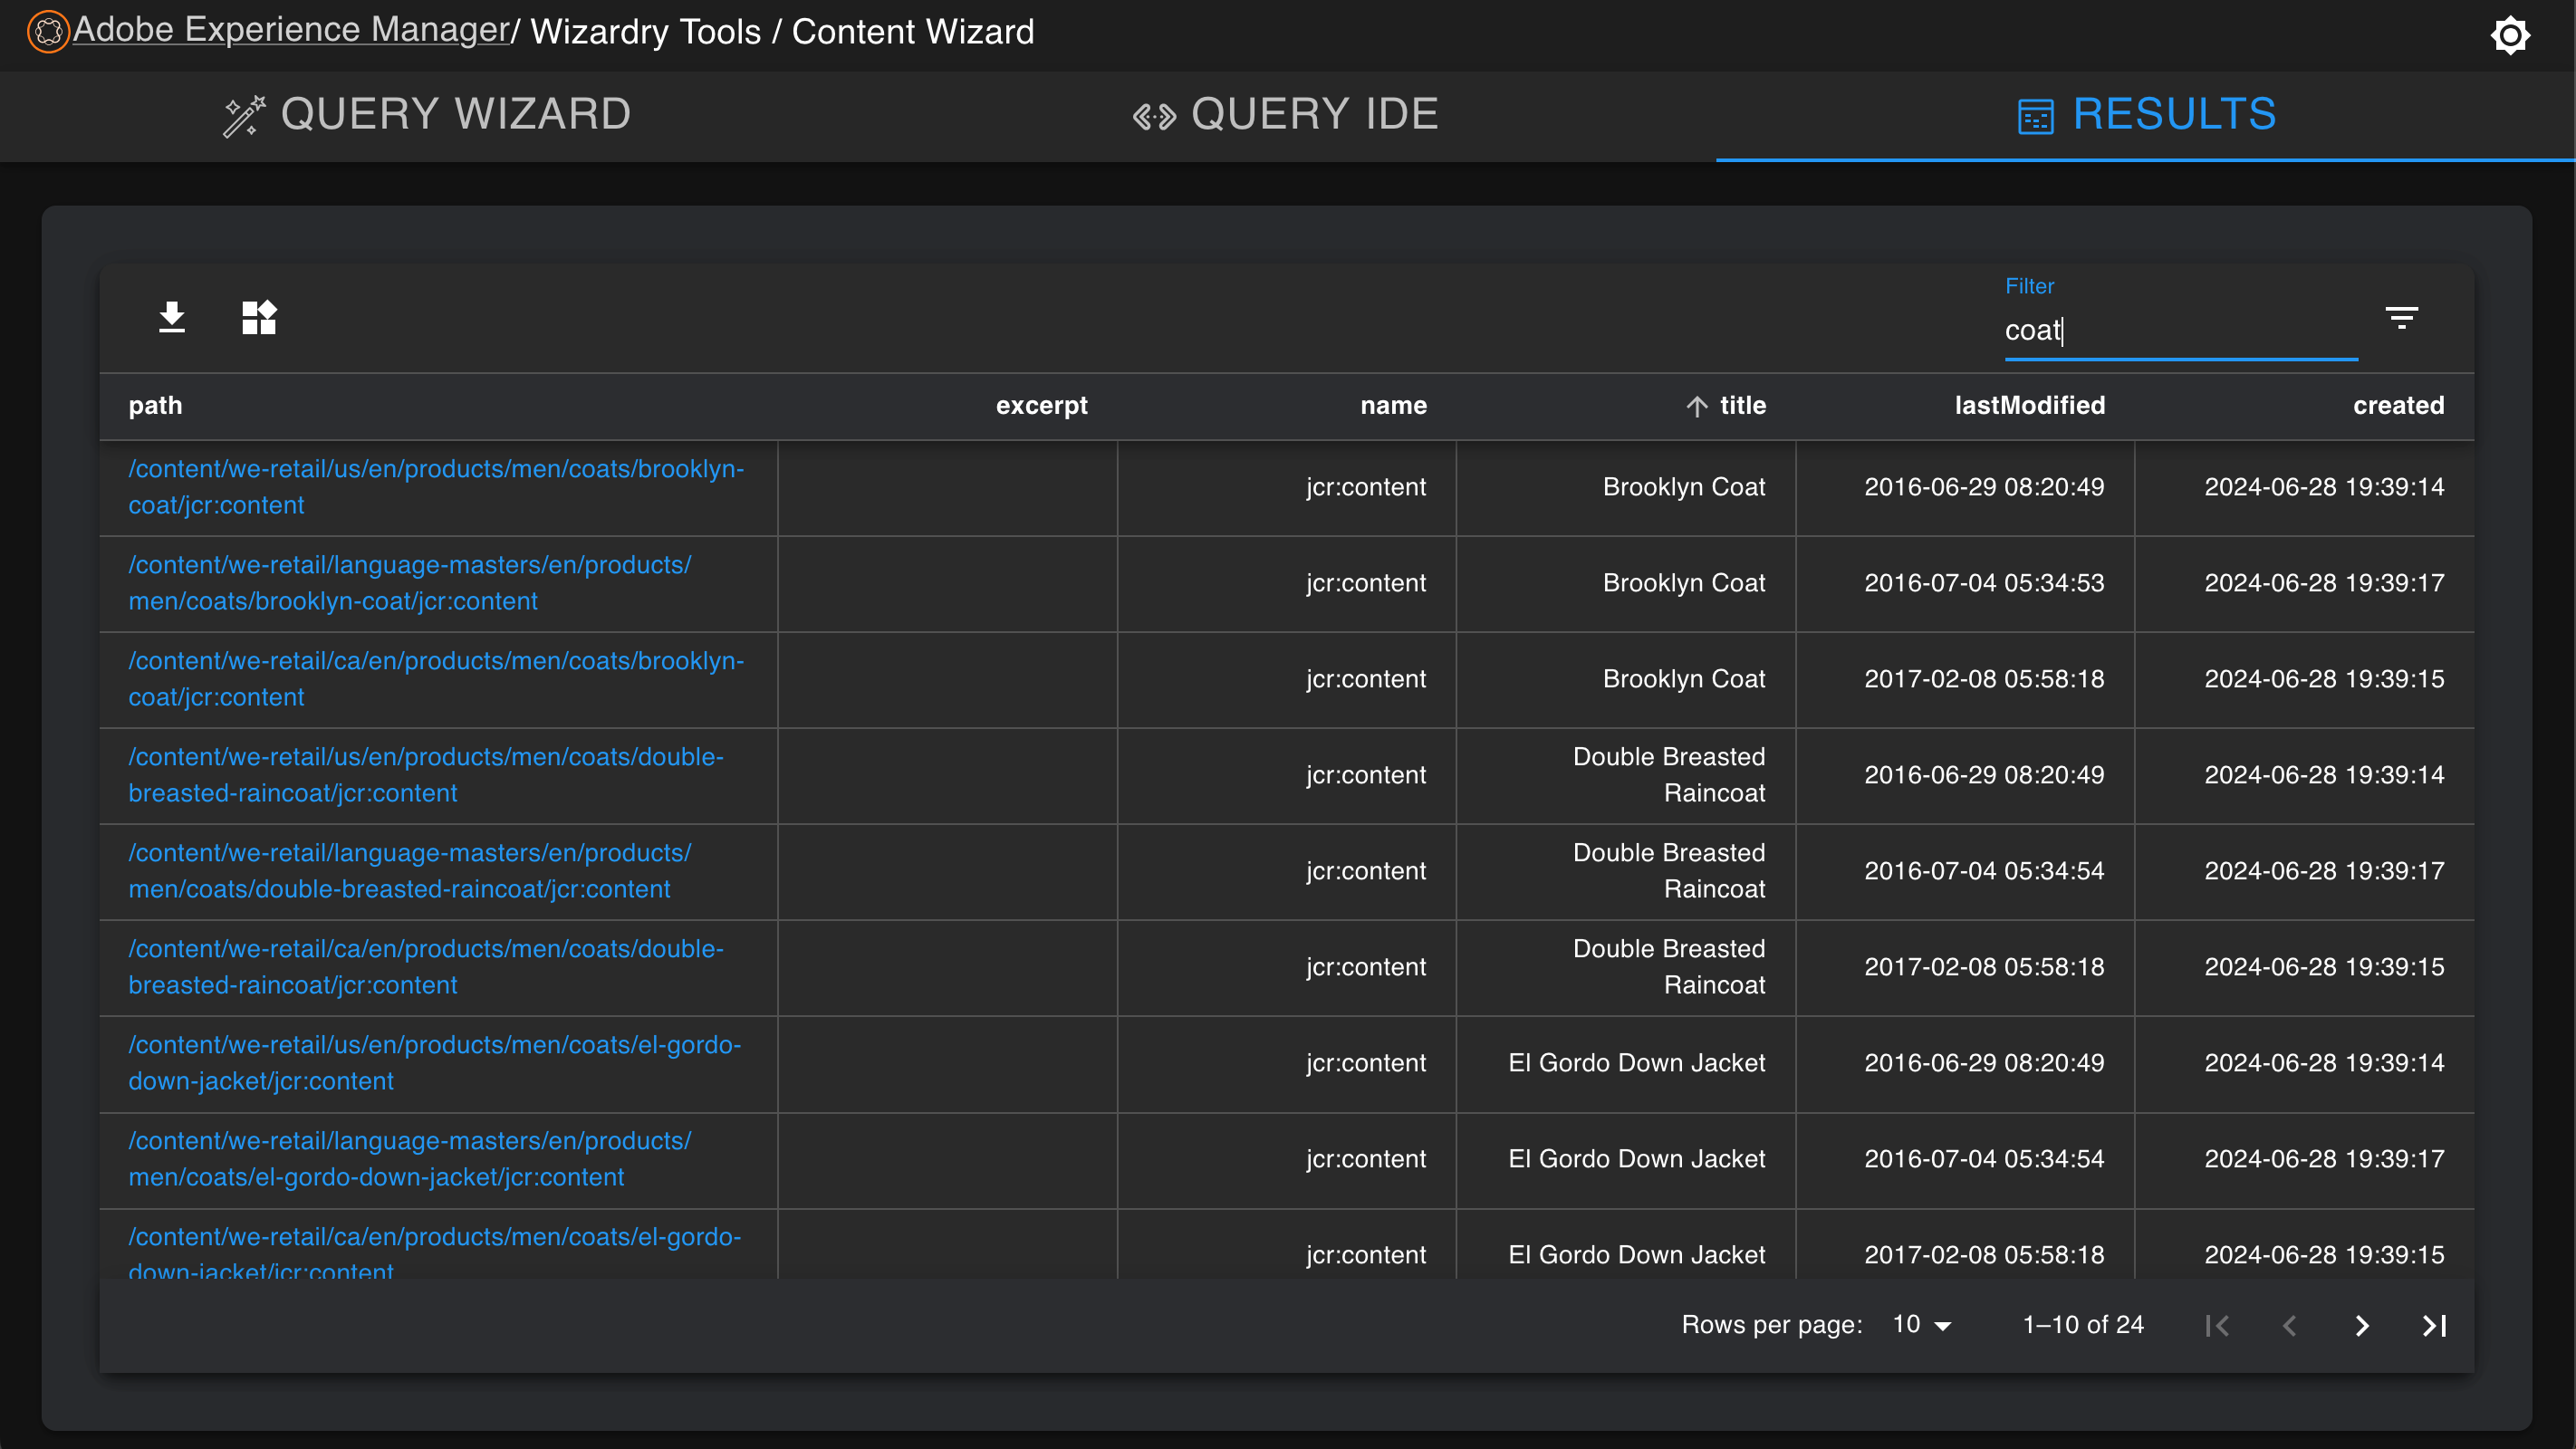 Adobe Experience Manager/ Wizardry Tools / Content Wizard
QUERY WIZARD QUERY IDE RESULTS
Filter
coat
path excerpt name title lastModified created
/content/we-retail/us/en/products/men/coats/brooklyn-
coat/jcr:content
jcr:content Brooklyn Coat 2016-06-29 08:20:49 2024-06-28 19:39:14
/content/we-retail/language-masters/en/products/
men/coats/brooklyn-coat/jcr:content
jcr:content Brooklyn Coat 2016-07-04 05:34:53 2024-06-28 19:39:17
/content/we-retail/ca/en/products/men/coats/brooklyn-
coat/jcr:content
jcr:content Brooklyn Coat 2017-02-08 05:58:18 2024-06-28 19:39:15
/content/we-retail/us/en/products/men/coats/double-
breasted-raincoat/jcr:content
jcr:content
Double Breasted
Raincoat
2016-06-29 08:20:49 2024-06-28 19:39:14
/content/we-retail/language-masters/en/products/
men/coats/double-breasted-raincoat/jcr:content
jcr:content
Double Breasted
Raincoat
2016-07-04 05:34:54 2024-06-28 19:39:17
/content/we-retail/ca/en/products/men/coats/double-
breasted-raincoat/jcr:content
jcr:content
Double Breasted
Raincoat
2017-02-08 05:58:18 2024-06-28 19:39:15
/content/we-retail/us/en/products/men/coats/el-gordo-
down-jacket/jcr:content
jcr:content El Gordo Down Jacket 2016-06-29 08:20:49 2024-06-28 19:39:14
/content/we-retail/language-masters/en/products/
men/coats/el-gordo-down-jacket/jcr:content
jcr:content El Gordo Down Jacket 2016-07-04 05:34:54 2024-06-28 19:39:17
/content/we-retail/ca/en/products/men/coats/el-gordo-
down-jacket/jcr:content
jcr:content El Gordo Down Jacket 2017-02-08 05:58:18 2024-06-28 19:39:15
Rows per page: 10 1–10 of 24